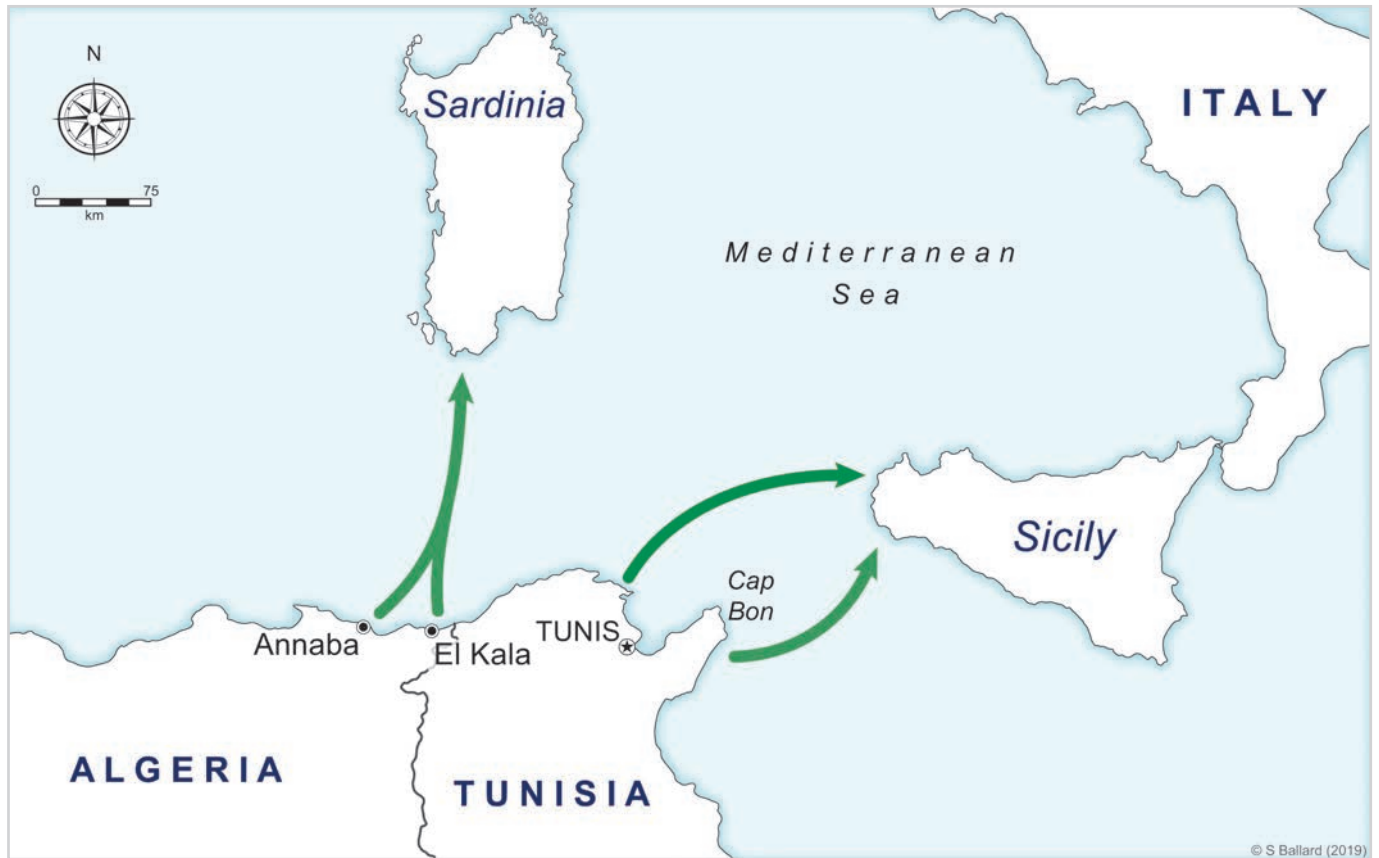 N
Sardinia
ITALY
0 75
km
Mediterranean
Sea
Sicily
Cap
Bon
TUNIS
Annaba
El Kala
ALGERIA
TUNISIA
© S Ballard (2019)